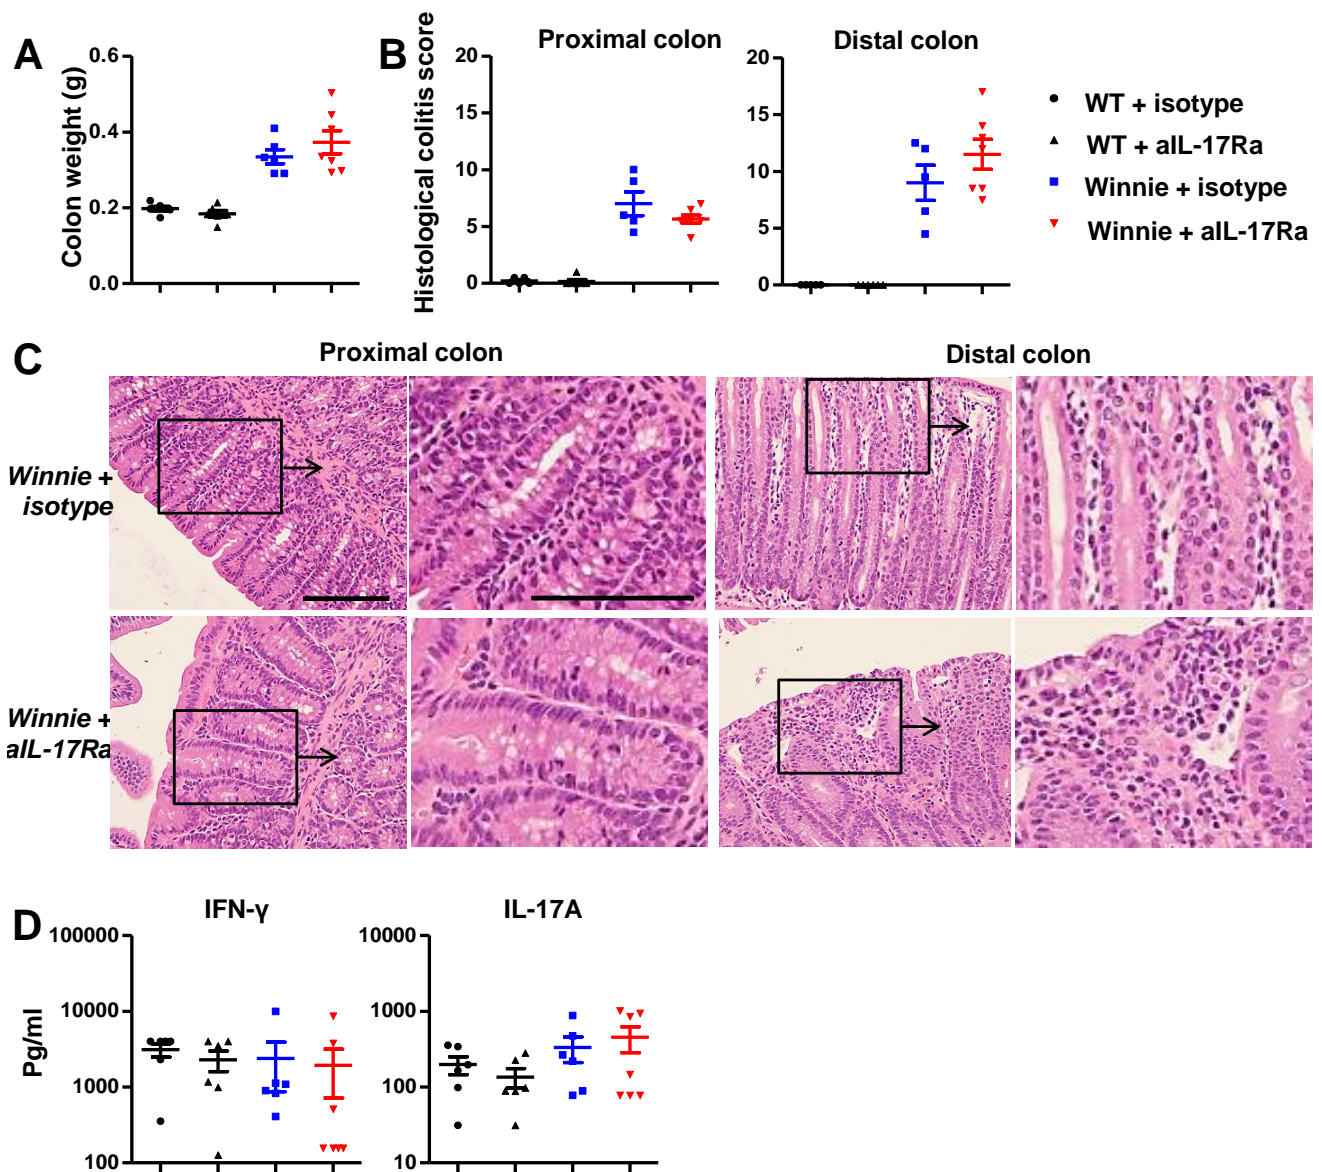 A
Colon weight (g)
0.6
0.4
0.2
0.0
B
Histological colitis score
Proximal colon
20
15
10
5
0
Distal colon
20
15
10
5
0
WT + isotype
WT + aIL-17Ra
Winnie + isotype
Winnie + aIL-17Ra
C
Proximal colon
Distal colon
Winnie +
isotype
Winnie +
aIL-17Ra
D
Pg/ml
IFN-γ
100000
10000
1000
100
IL-17A
10000
1000
100
10